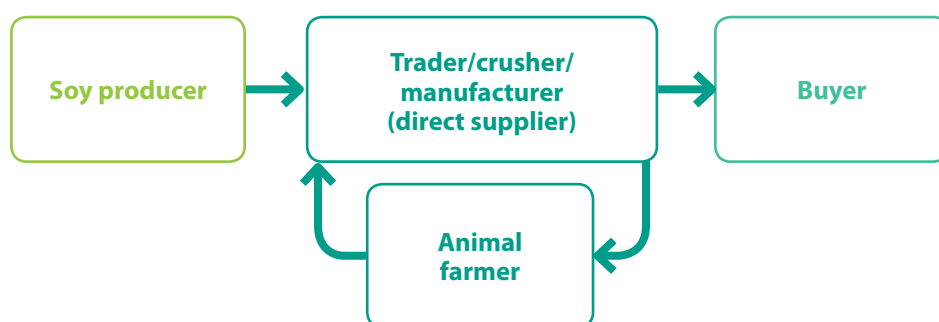 Soy producer
Trader/crusher/
manufacturer
(direct supplier)
Buyer
Animal
farmer